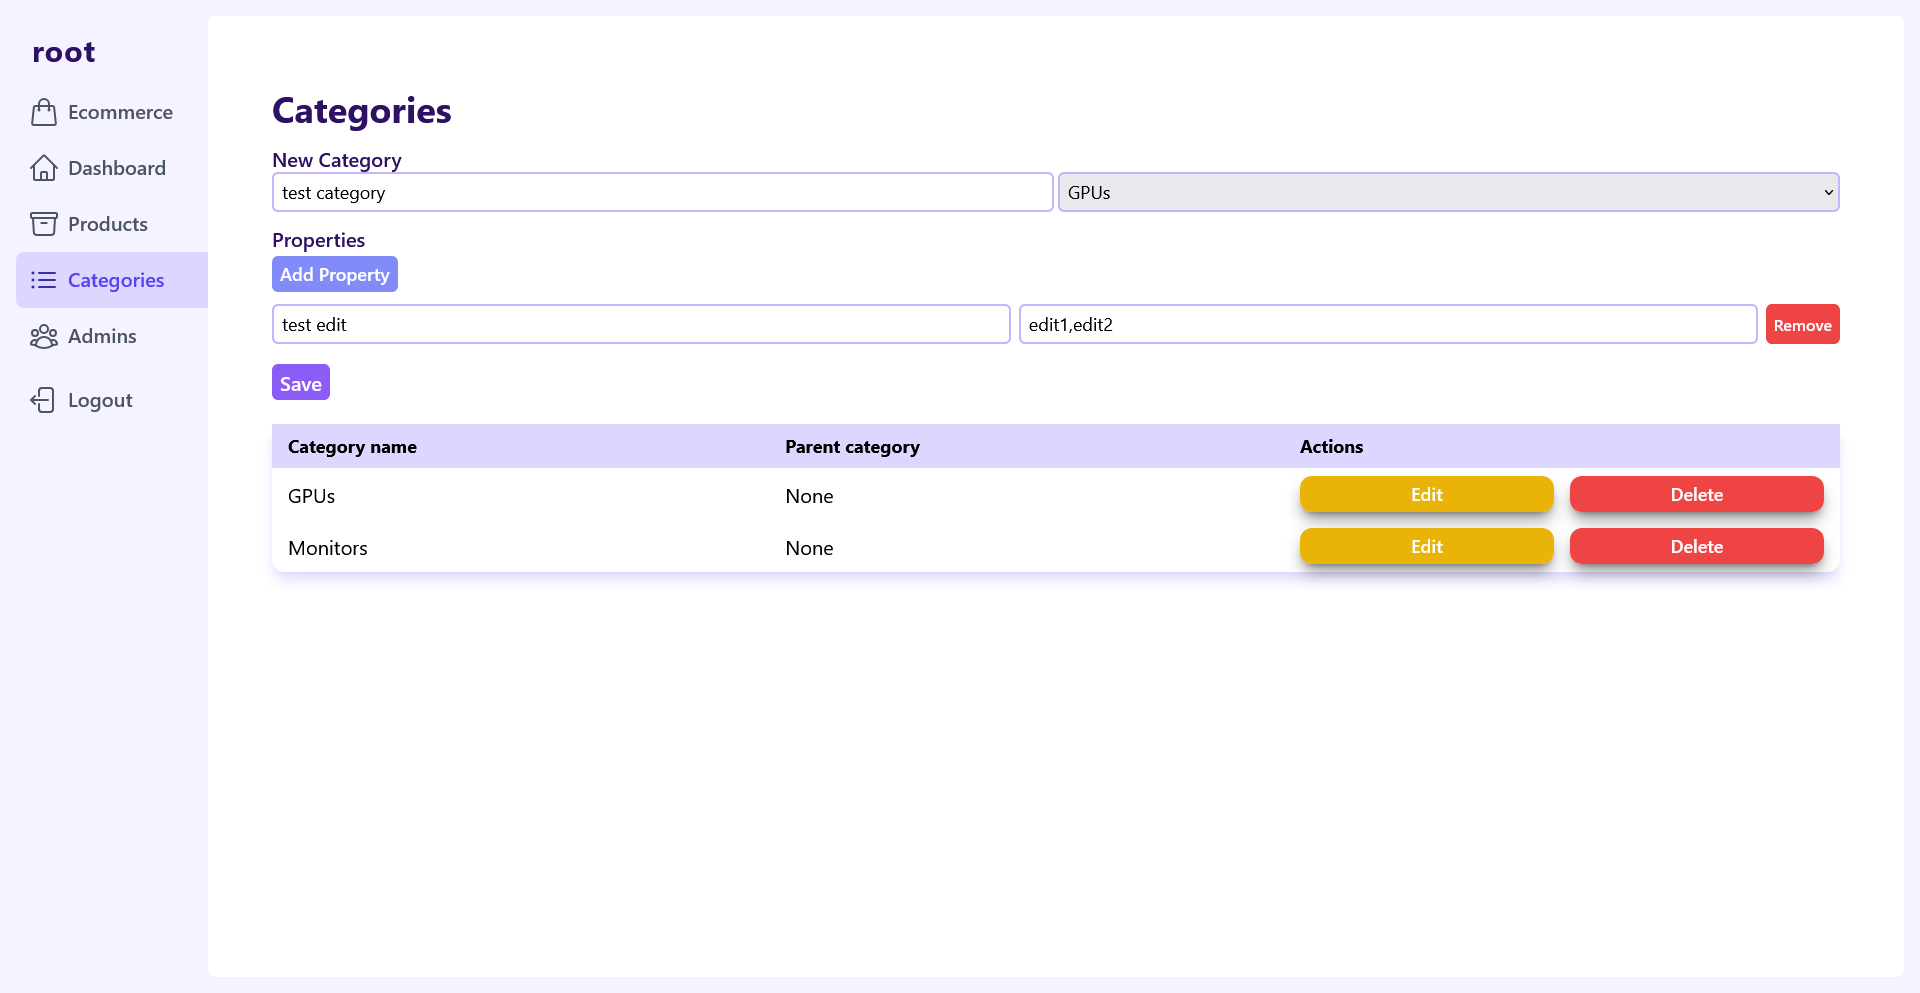 root
Ecommerce
Dashboard
Products
Categories
Admins
Logout
Categories
New Category
test category GPUs
Properties
Add Property
test edit edit1,edit2 Remove
Save
Category name Parent category Actions
GPUs None Edit Delete
Monitors None Edit Delete